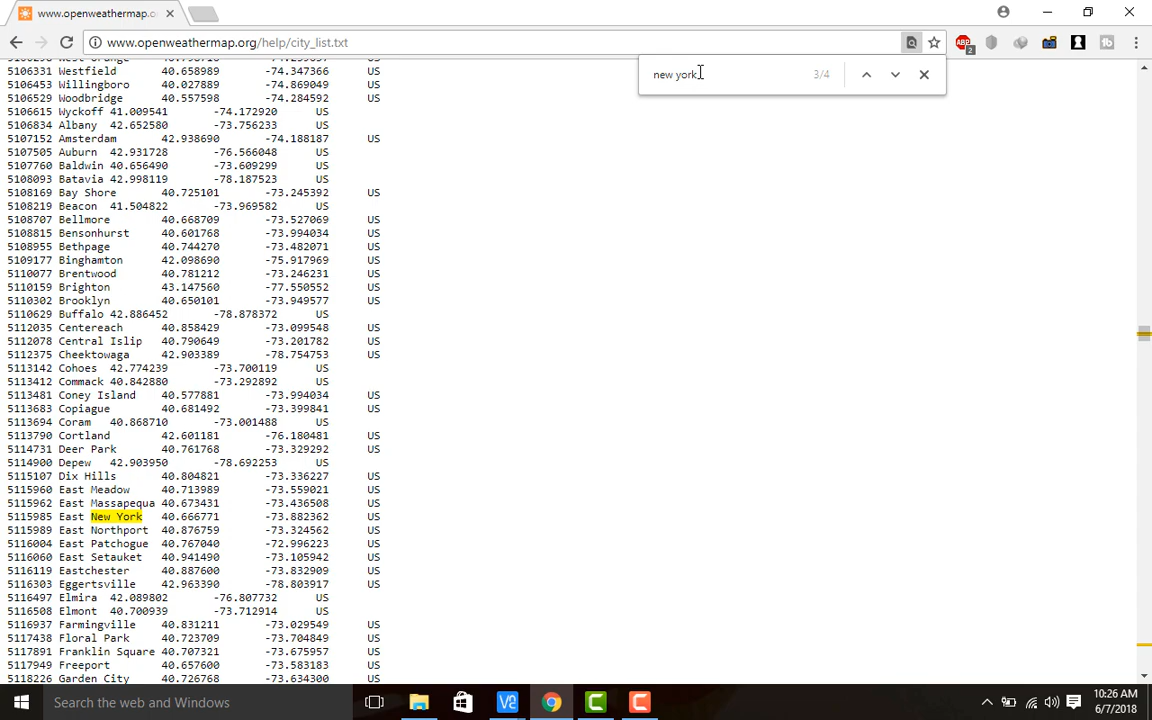 www.openweathermap.
www.openweathermap.org/help/city_list.txt
2
new york
3/4
5106331 Westfield 40.658989 -74.347366 US
5106453 Willingboro 40.027889 -74.869049 US
5106529 Woodbridge 40.557598 -74.284592 US
5106615 Wyckoff 41.009541 -74.172920 US
5106834 Albany 42.652580 -73.756233 US
5107152 Amsterdam 42.938690 -74.188187 US
5107505 Auburn 42.931728 -76.566048 US
5107760 Baldwin 40.656490 -73.609299 US
5108093 Batavia 42.998119 -78.187523 US
5108169 Bay Shore 40.725101 -73.245392 US
5108219 Beacon 41.504822 -73.969582 US
5108707 Bellmore 40.668709 -73.527069 US
5108815 Bensonhurst 40.601768 -73.994034 US
5108955 Bethpage 40.744270 -73.482071 US
5109177 Binghamton 42.098690 -75.917969 US
5110077 Brentwood 40.781212 -73.246231 US
5110159 Brighton 43.147560 -77.550552 US
5110302 Brooklyn 40.650101 -73.949577 US
5110629 Buffalo 42.886452 -78.878372 US
5112035 Centereach 40.858429 -73.099548 US
5112078 Central Islip 40.790649 -73.201782 US
5112375 Cheektowaga 42.903389 -78.754753 US
5113142 Cohoes 42.774239 -73.700119 US
5113412 Commack 40.842880 -73.292892 US
5113481 Coney Island 40.577881 -73.994034 US
5113683 Copiague 40.681492 -73.399841 US
5113694 Coram 40.868710 -73.001488 US
5113790 Cortland 42.601181 -76.180481 US
5114731 Deer Park 40.761768 -73.329292 US
5114900 Depew 42.903950 -78.692253 US
5115107 Dix Hills 40.804821 -73.336227 US
5115960 East Meadow 40.713989 -73.559021 US
5115962 East Massapequa 40.673431 -73.436508 US
5115985 East New York 40.666771 -73.882362 US
5115989 East Northport 40.876759 -73.324562 US
5116004 East Patchogue 40.767040 -72.996223 US
5116060 East Setauket 40.941490 -73.105942 US
5116119 Eastchester 40.887600 -73.832909 US
5116303 Eggertsville 42.963390 -78.803917 US
5116497 Elmira 42.089802 -76.807732 US
5116508 Elmont 40.700939 -73.712914 US
5116937 Farmingville 40.831211 -73.029549 US
5117438 Floral Park 40.723709 -73.704849 US
5117891 Franklin Square 40.707321 -73.675957 US
5117949 Freeport 40.657600 -73.583183 US
5118226 Garden City 40.726768 -73.634300 US
Search the web and Windows
10:26 AM
6/7/2018